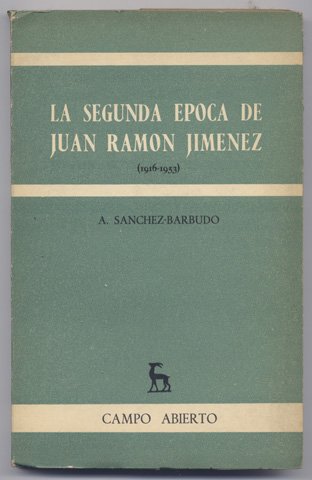 LA SEGUNDA EPOCA DE
JUAN RAMON JIMENEZ
(1916-1953)
A. SANCHEZ-BARBUDO
CAMPO ABIERTO